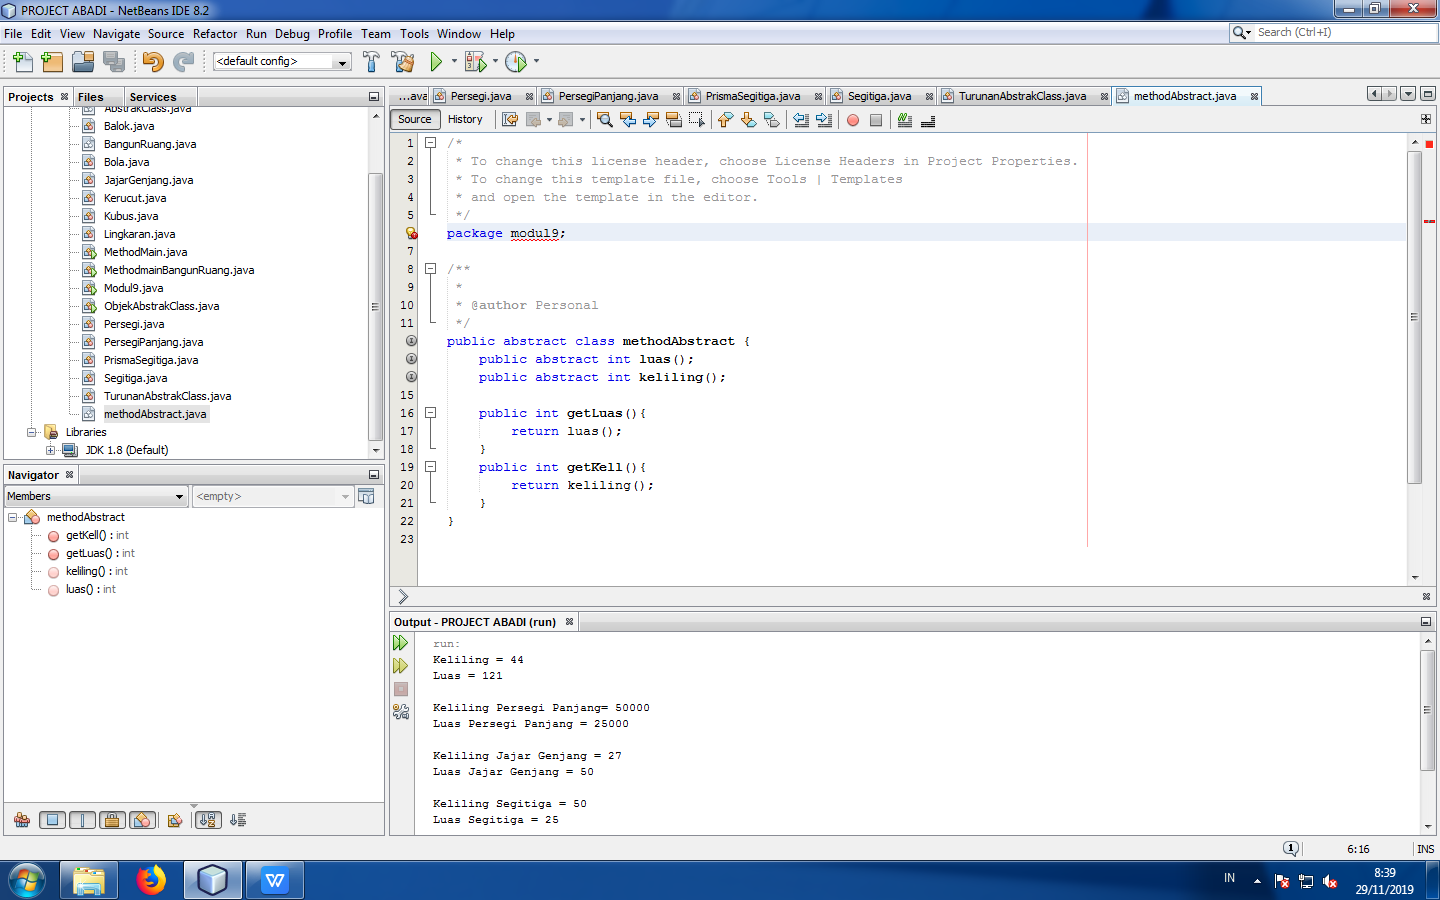 PROJECT ABADI - NetBeans IDE 8.2
File Edit View Navigate Source Refactor Run Debug Profile Team Tools Window Help
Search (Ctrl+I)
<default config>
Projects Files Services
AbstrakClass.java
Balok.java
BangunRuang.java
Bola.java
JajarGenjang.java
Kerucut.java
Kubus.java
Lingkaran.java
MethodMain.java
MethodmainBangunRuang.java
Modul9.java
ObjekAbstrakClass.java
Persegi.java
PersegiPanjang.java
PrismaSegitiga.java
Segitiga.java
TurunanAbstrakClass.java
methodAbstract.java
Libraries
JDK 1.8 (Default)
Navigator
Members
<empty>
methodAbstract
getKell() : int
getLuas() : int
keliling() : int
luas() : int
...ava Persegi.java PersegiPanjang.java PrismaSegitiga.java Segitiga.java TurunanAbstrakClass.java methodAbstract.java
Source History
1 /*
2 * To change this license header, choose License Headers in Project Properties.
3 * To change this template file, choose Tools | Templates
4 * and open the template in the editor.
5 */
package modul9;
7
8 /**
9 *
10 * @author Personal
11 */
public abstract class methodAbstract {
public abstract int luas();
public abstract int keliling();
15
16 public int getLuas(){
17 return luas();
18 }
19 public int getKell(){
20 return keliling();
21 }
22 }
23
Output - PROJECT ABADI (run)
run:
Keliling = 44
Luas = 121
Keliling Persegi Panjang= 50000
Luas Persegi Panjang = 25000
Keliling Jajar Genjang = 27
Luas Jajar Genjang = 50
Keliling Segitiga = 50
Luas Segitiga = 25
1
6:16
INS
IN
8:39
29/11/2019